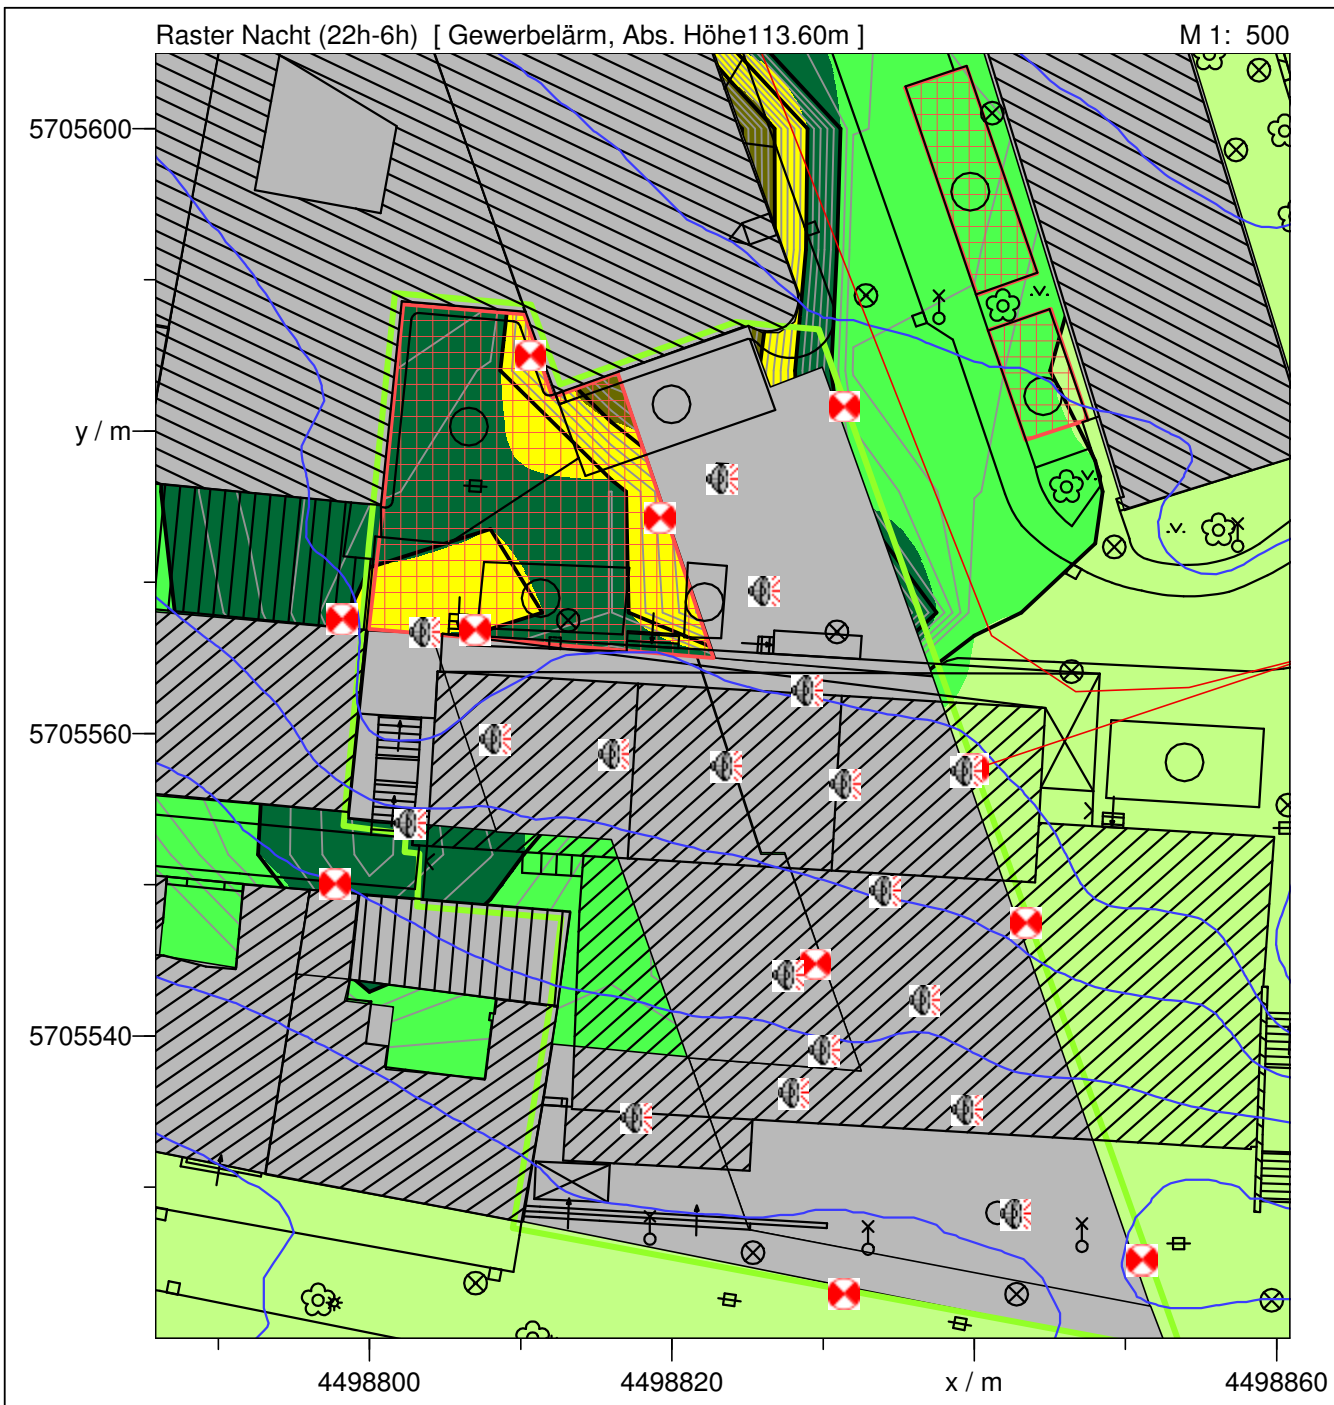 Raster Nacht (22h-6h) [ Gewerbelärm, Abs. Höhe113.60m ] M 1: 500
5705600
y / m
5705560
5705540
4498800 4498820 x / m 4498860